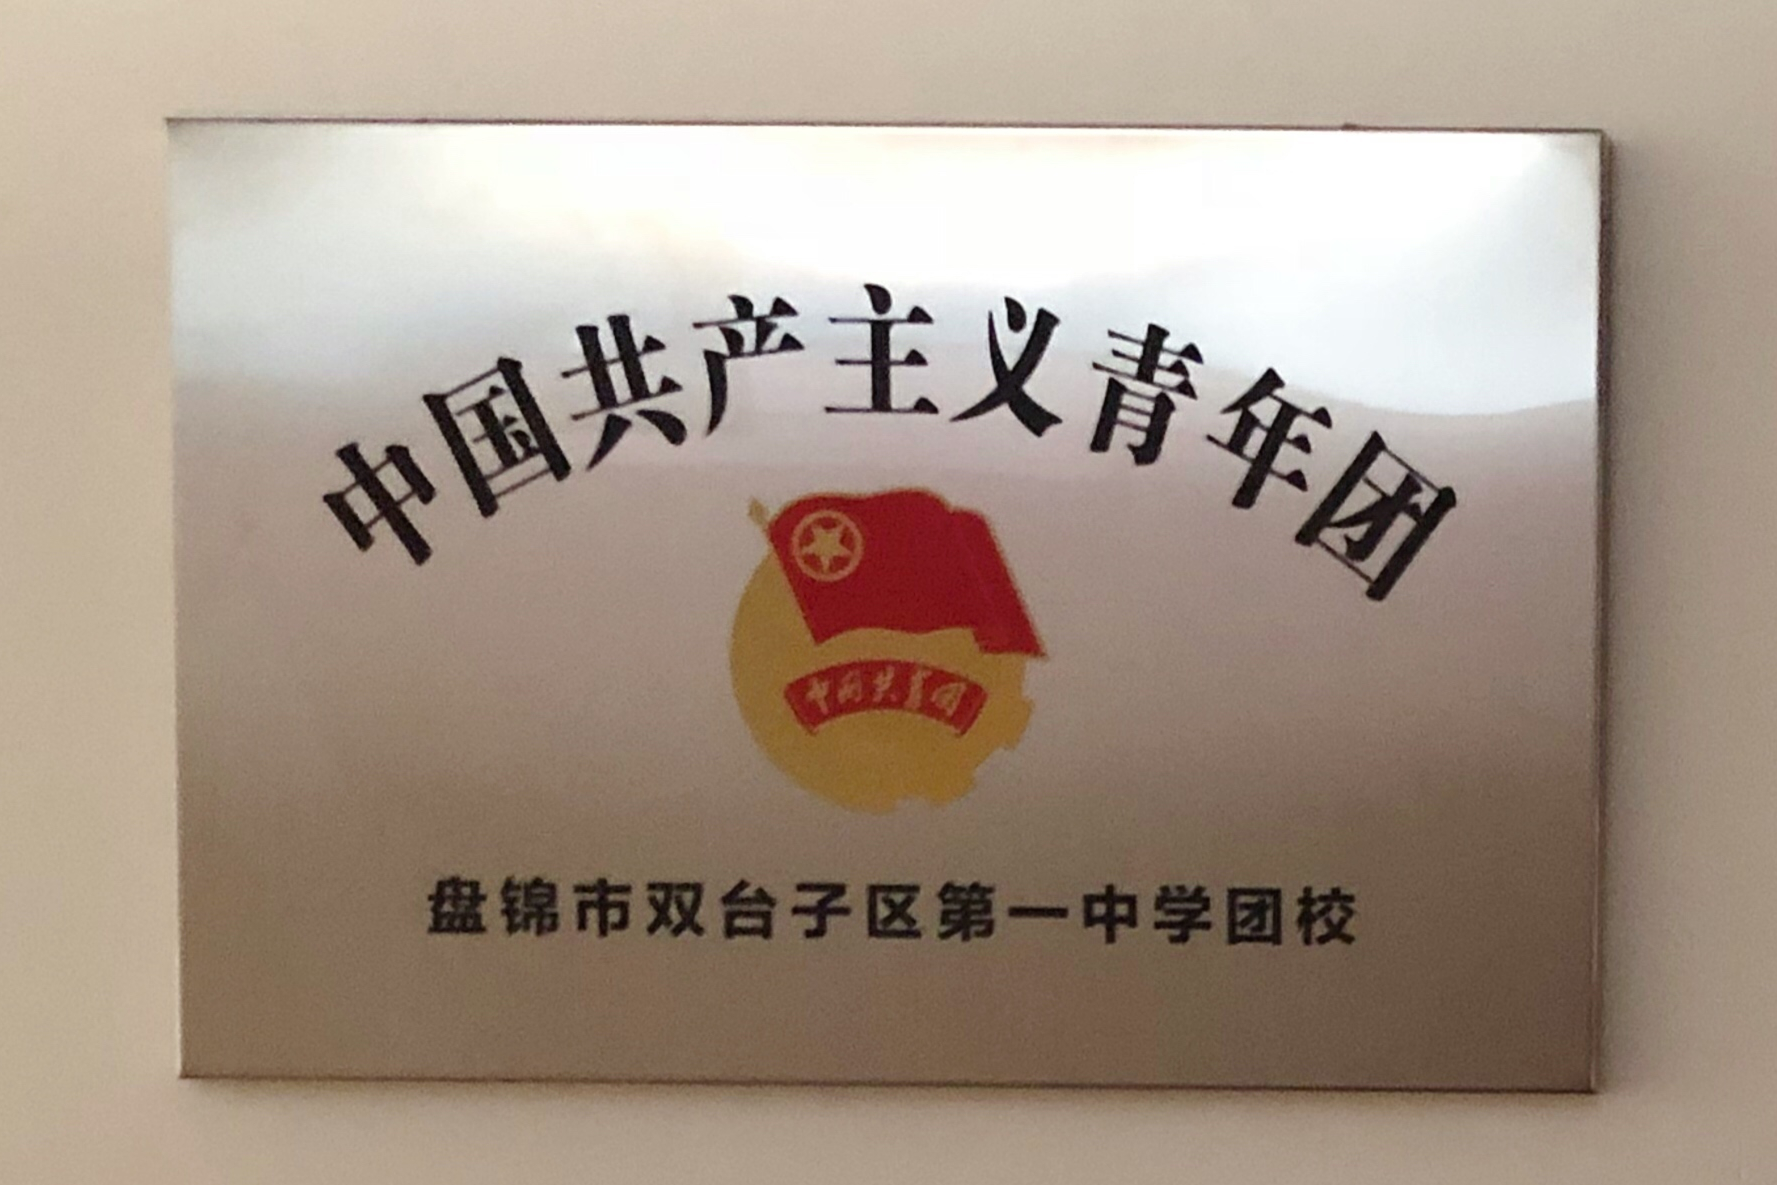 中国共产主义青年团
中国共青团
盘锦市双台子区第一中学团校